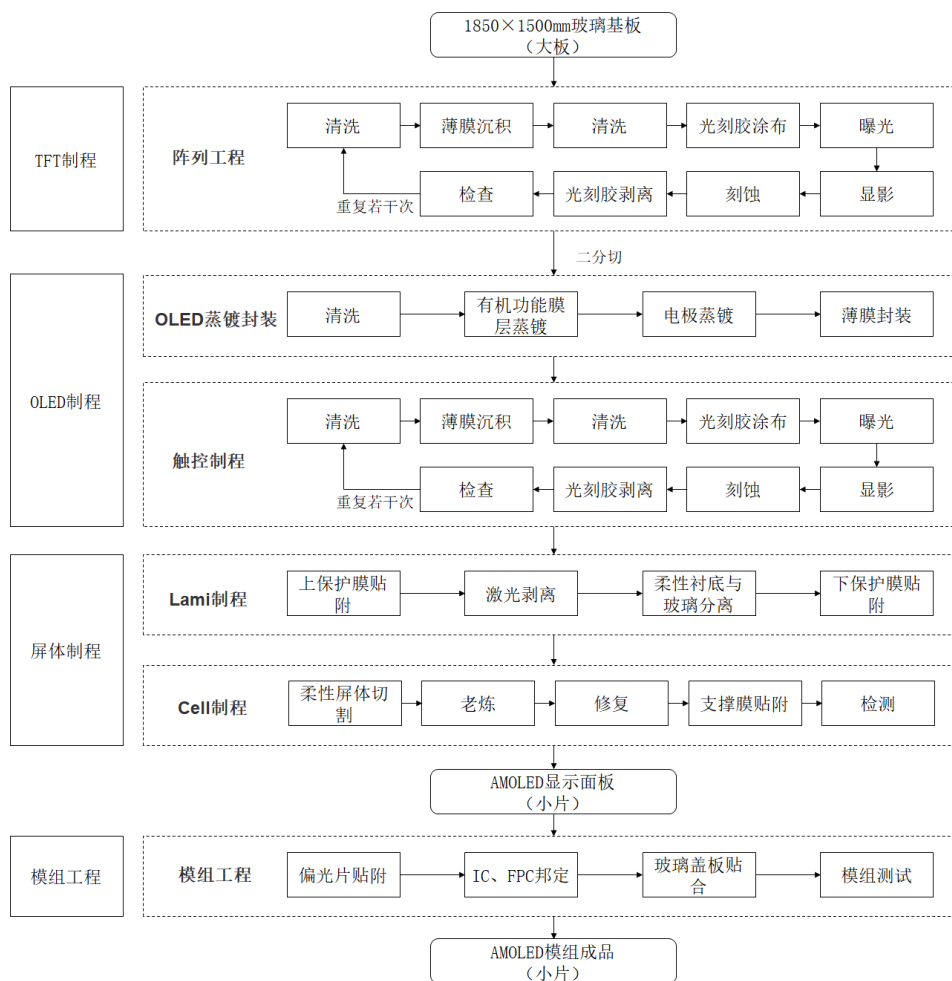 1850×1500mm玻璃基板
（大板）
TFT制程
阵列工程
清洗
薄膜沉积
清洗
光刻胶涂布
曝光
检查
光刻胶剥离
刻蚀
显影
重复若干次
二分切
OLED制程
OLED蒸镀封装
清洗
有机功能膜
层蒸镀
电极蒸镀
薄膜封装
触控制程
清洗
薄膜沉积
清洗
光刻胶涂布
曝光
检查
光刻胶剥离
刻蚀
显影
重复若干次
屏体制程
Lami制程
上保护膜贴
附
激光剥离
柔性衬底与
玻璃分离
下保护膜贴
附
Cell制程
柔性屏体切
割
老炼
修复
支撑膜贴附
检测
AMOLED显示面板
（小片）
模组工程
模组工程
偏光片贴附
IC、FPC邦定
玻璃盖板贴
合
模组测试
AMOLED模组成品
（小片）